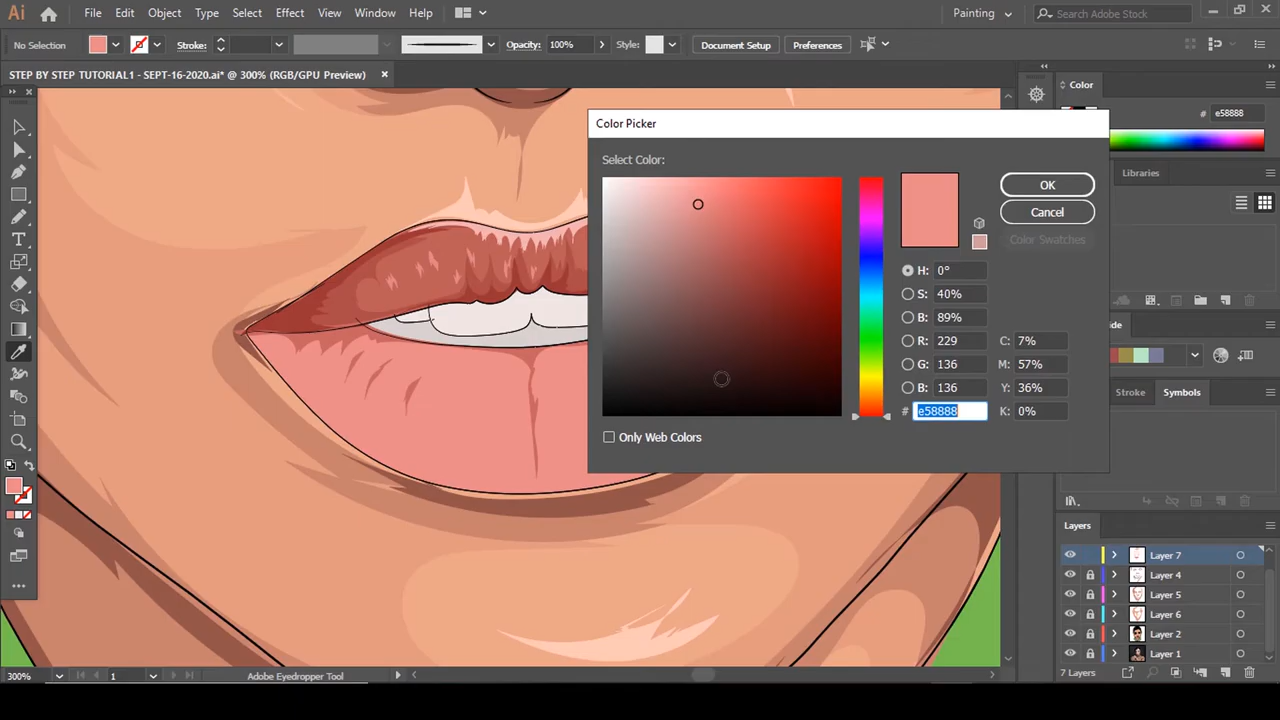 Ai File Edit Object Type Select Effect View Window Help Painting Search Adobe Stock
No Selection Stroke: Opacity: 100% Style: Document Setup Preferences
STEP BY STEP TUTORIAL1 - SEPT-16-2020.ai* @ 300% (RGB/GPU Preview)
Color
# e58888
Color Picker
Select Color:
OK
Cancel
Color Swatches
H: 0°
S: 40%
B: 89%
R: 229 C: 7%
G: 136 M: 57%
B: 136 Y: 36%
# e58888 K: 0%
Only Web Colors
Libraries
ide
Stroke Symbols
Layers
Layer 7
Layer 4
Layer 5
Layer 6
Layer 2
Layer 1
7 Layers
300% 1 Adobe Eyedropper Tool